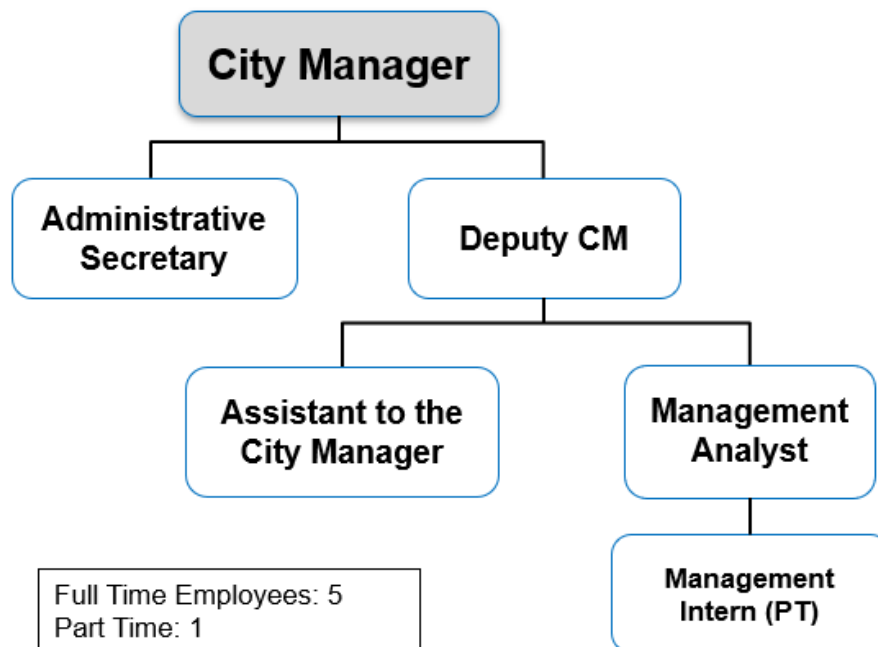 City Manager
Administrative
Secretary
Deputy CM
Assistant to the
City Manager
Management
Analyst
Management
Intern (PT)
Full Time Employees: 5
Part Time: 1